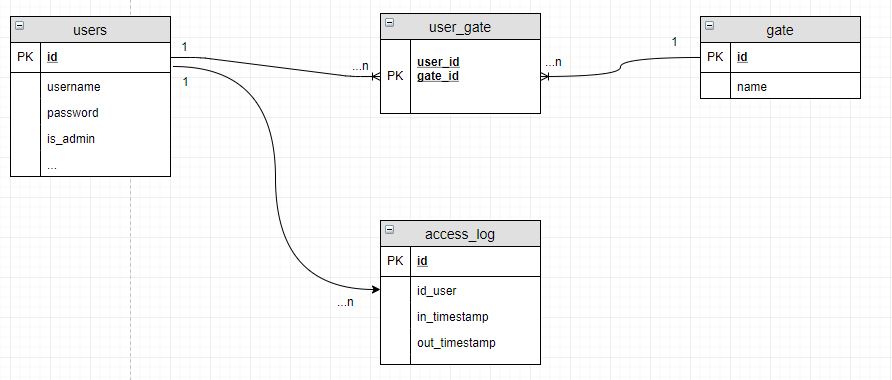 users
PK id
username
password
is_admin
...
1
1
...n
user_gate
PK
user_id
gate_id
...n
1
gate
PK id
name
...n
access_log
PK id
id_user
in_timestamp
out_timestamp